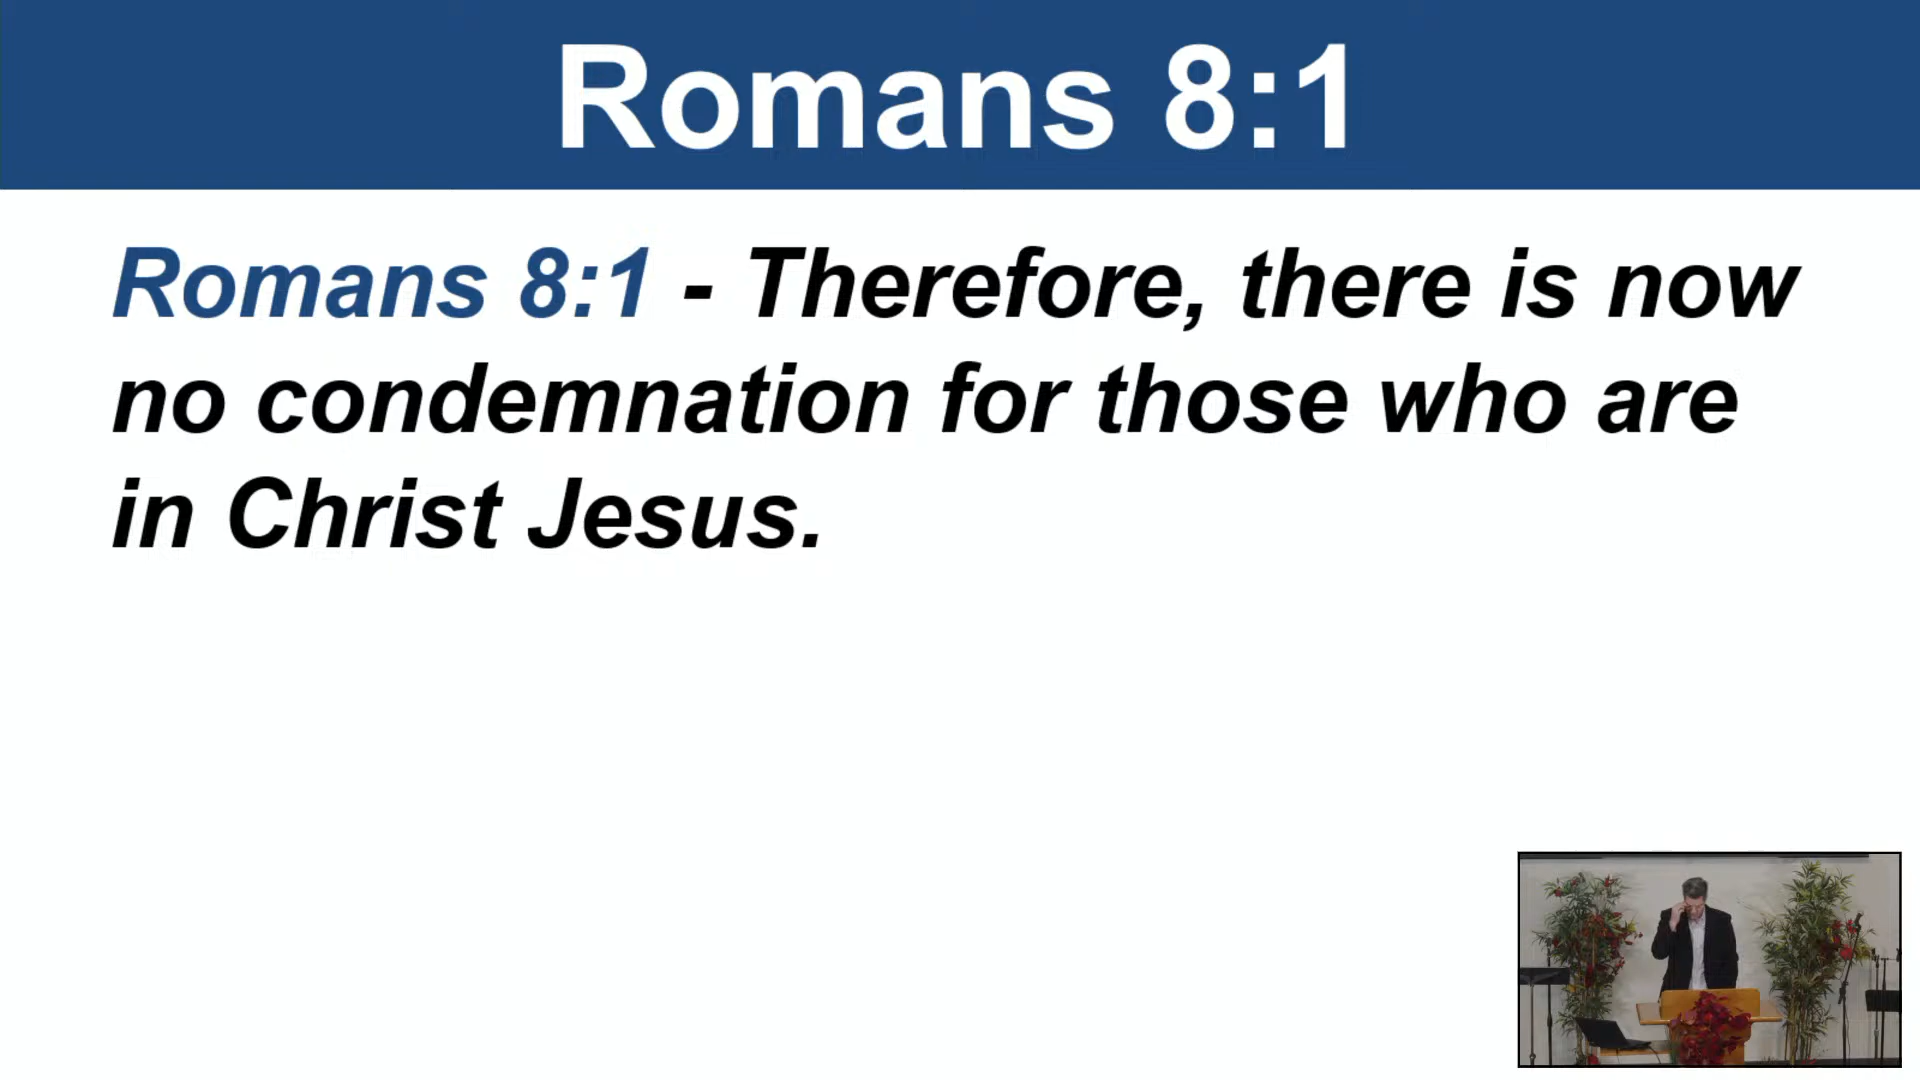 Romans 8:1
Romans 8:1 - Therefore, there is now
no condemnation for those who are
in Christ Jesus.